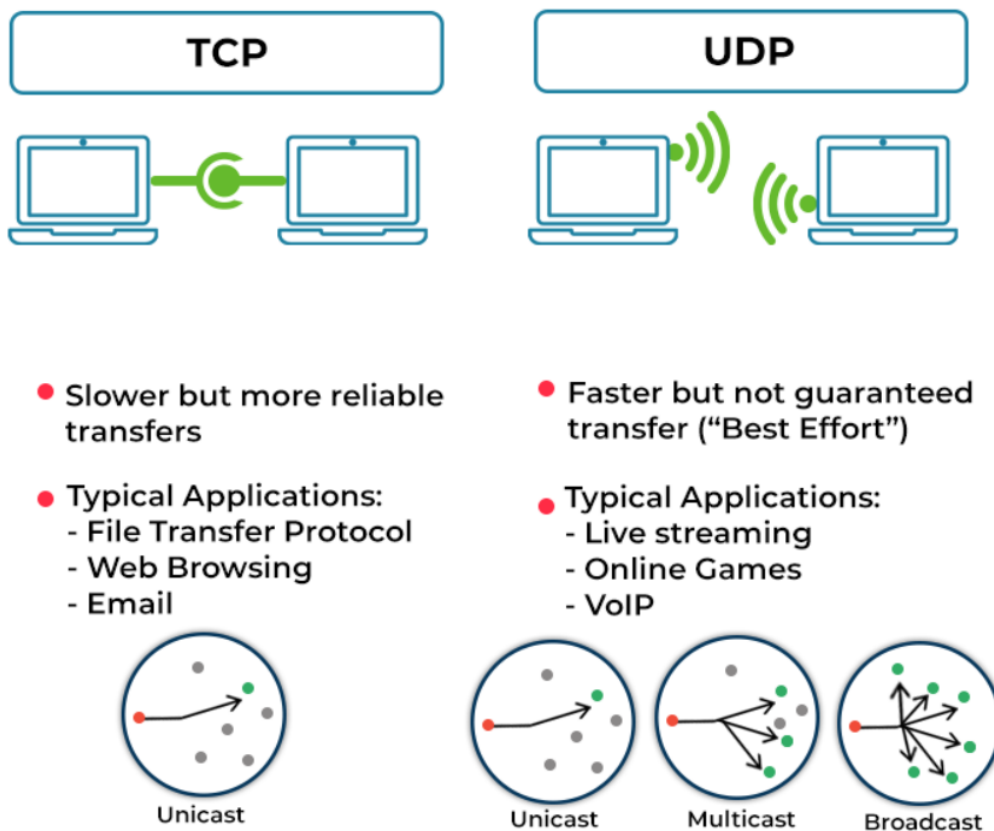 TCP
Slower but more reliable
transfers
Typical Applications:
- File Transfer Protocol
- Web Browsing
- Email
Unicast
UDP
Faster but not guaranteed
transfer (“Best Effort”)
Typical Applications:
- Live streaming
- Online Games
- VoIP
Unicast
Multicast
Broadcast